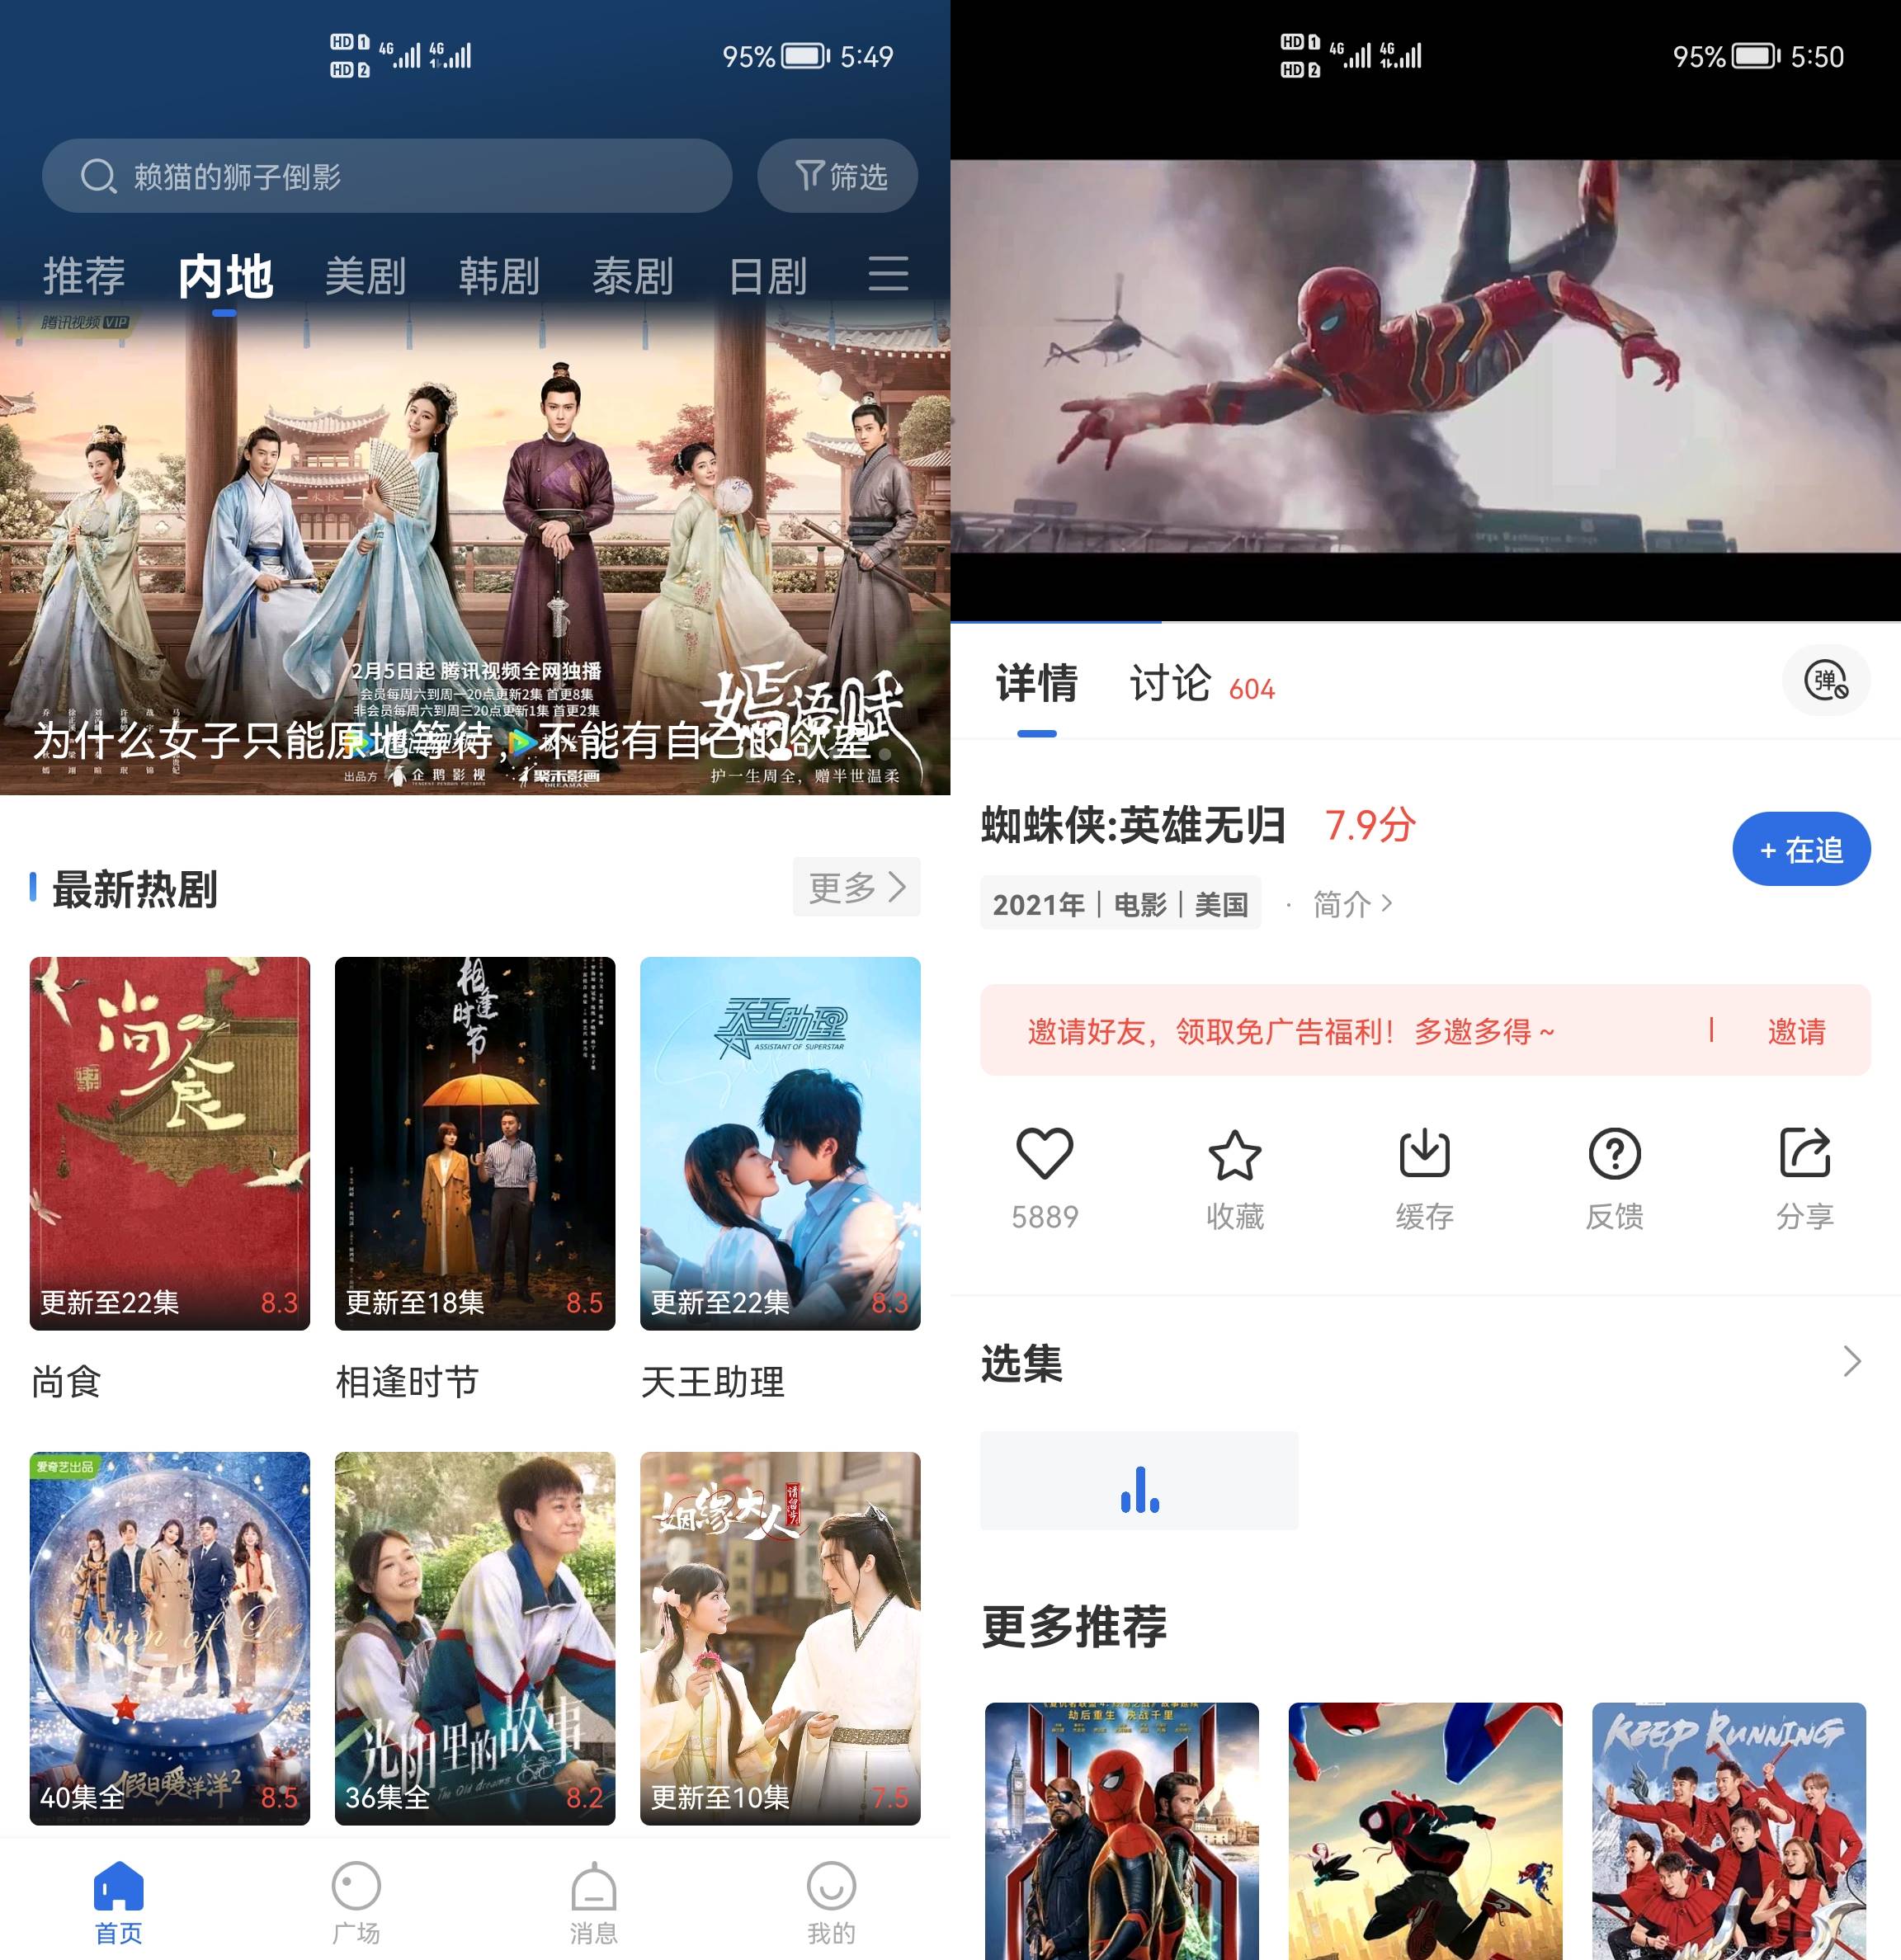 HD 1 4G 4G
HD 2
95% 5:49
赖猫的狮子倒影
筛选
推荐 内地 美剧 韩剧 泰剧 日剧
腾讯视频 VIP
2月5日起 腾讯视频全网独播
会员每周六到周一20点更新2集 首更8集
非会员每周六到周三20点更新1集 首更2集
嫣语赋
为什么女子只能原地等待，不能有自己的欲望
出品方 企鹅影视
护一生周全，赠半世温柔
最新热剧
更多
尚食
更新至22集 8.3
相逢时节
更新至18集 8.5
天王助理
ASSISTANT OF SUPERSTAR
更新至22集 8.3
尚食
相逢时节
天王助理
爱奇艺出品
Vacation of Love
假日暖洋洋2
40集全 8.5
光阴里的故事
The Old dreams
36集全 8.2
姻缘大人
请留步
更新至10集 7.5
首页
广场
消息
我的
HD 1 4G 4G
HD 2
95% 5:50
George Washington Bridge
详情
讨论 604
弹
蜘蛛侠:英雄无归 7.9分
+ 在追
2021年｜电影｜美国 · 简介
邀请好友，领取免广告福利！多邀多得~ | 邀请
5889
收藏
缓存
反馈
分享
选集
更多推荐
劫后重生 决战千里
KEEP RUNNING